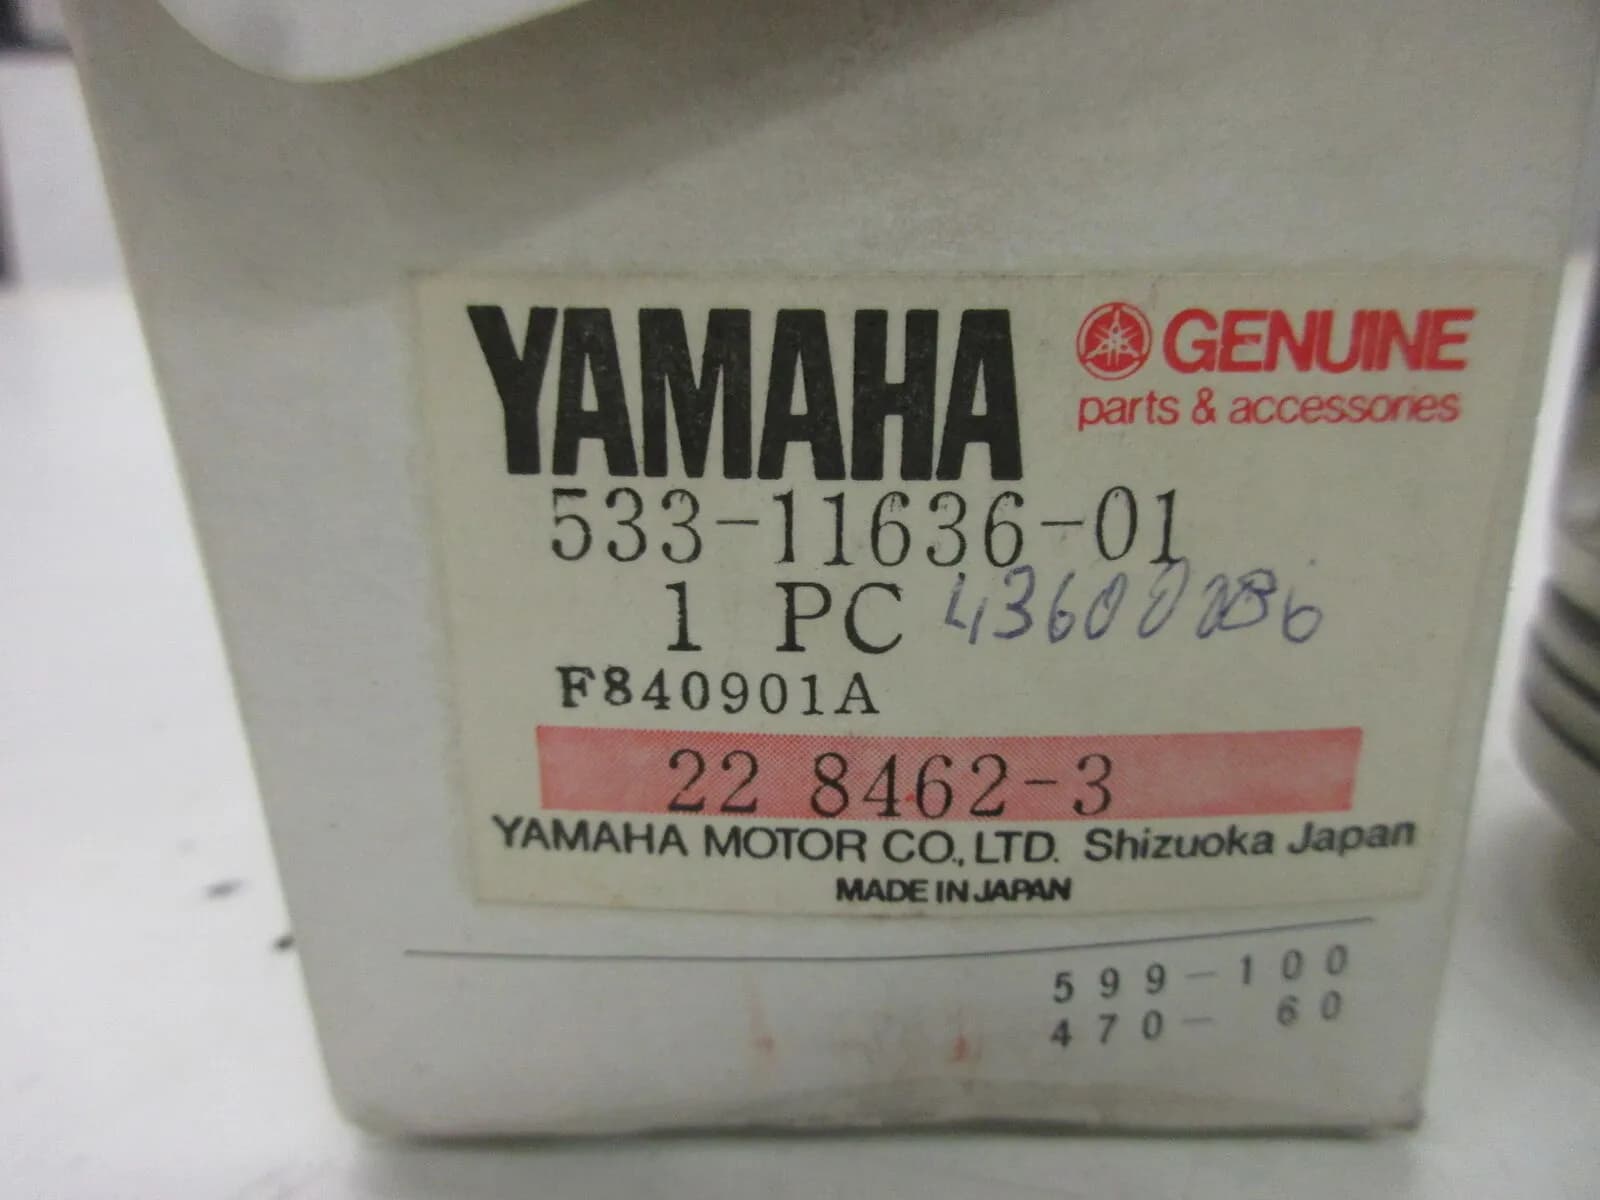 YAMAHA GENUINE
parts & accessories
533-11636-01
1 PC
F840901A
22 8462-3
YAMAHA MOTOR CO., LTD. Shizuoka Japan
MADE IN JAPAN
599-100
470- 60